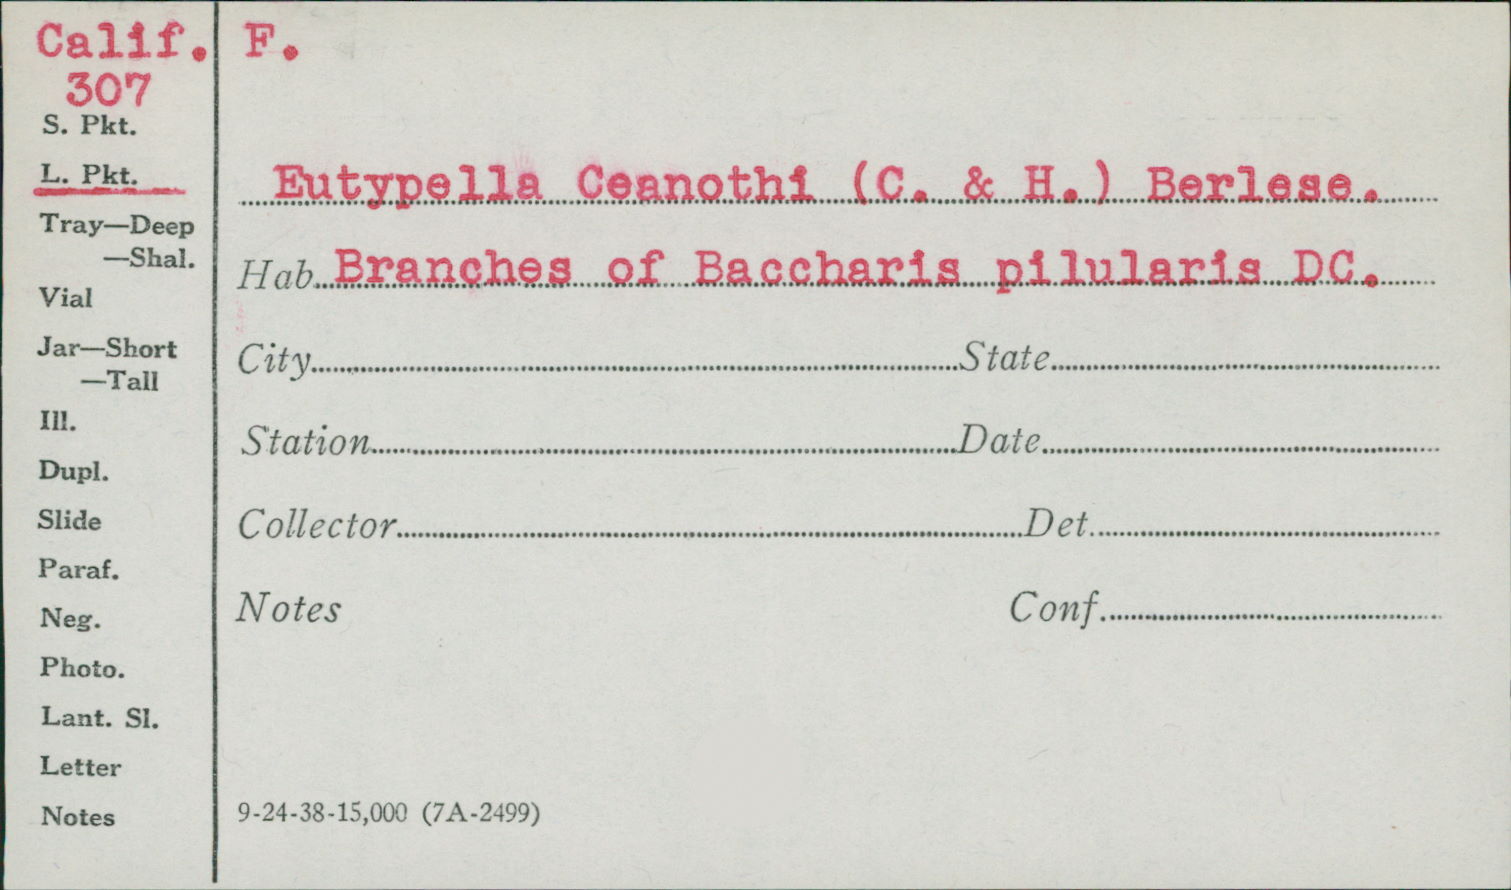 Calif. F.
307
S. Pkt.
L. Pkt.
Tray—Deep
—Shal.
Vial
Jar—Short
—Tall
Ill.
Dupl.
Slide
Paraf.
Neg.
Photo.
Lant. Sl.
Letter
Notes
Eutypella Ceanothi (C. & H.) Berlese.
Hab. Branches of Baccharis pilularis DC.
City State
Station Date
Collector Det.
Notes Conf.
9-24-38-15,000 (7A-2499)